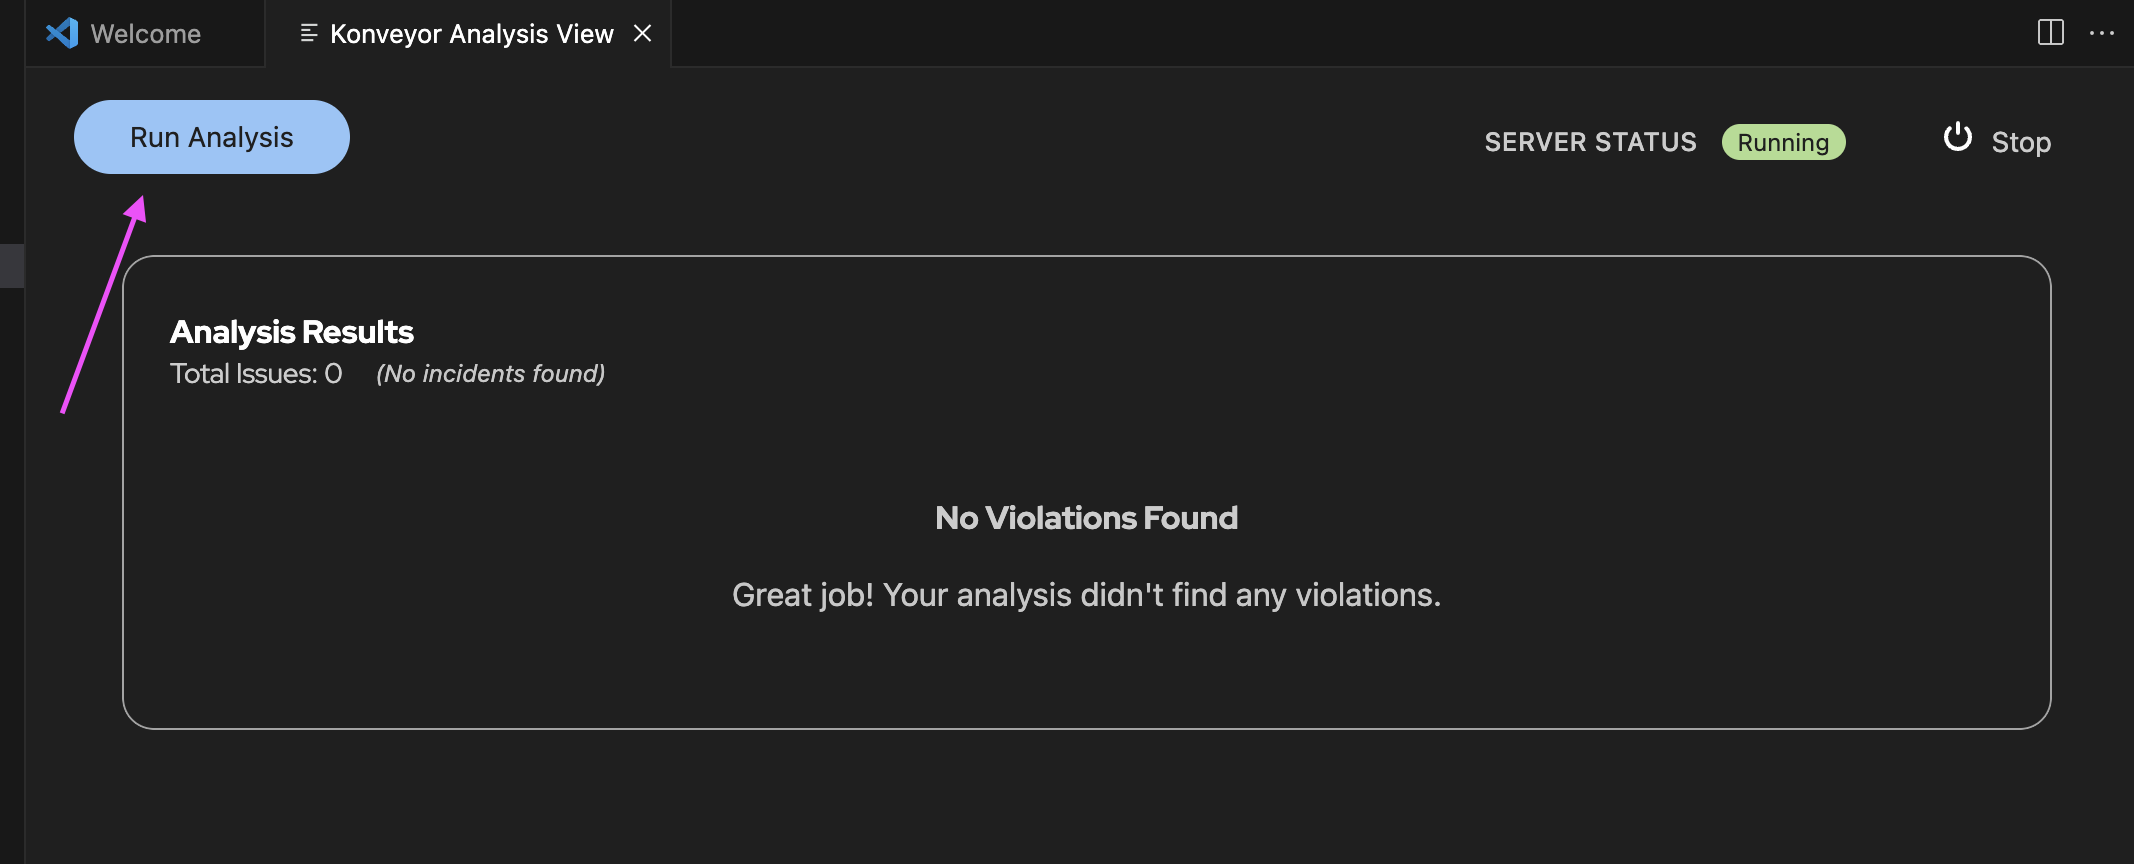 Welcome
Konveyor Analysis View
Run Analysis
SERVER STATUS Running Stop
Analysis Results
Total Issues: 0 (No incidents found)
No Violations Found
Great job! Your analysis didn't find any violations.